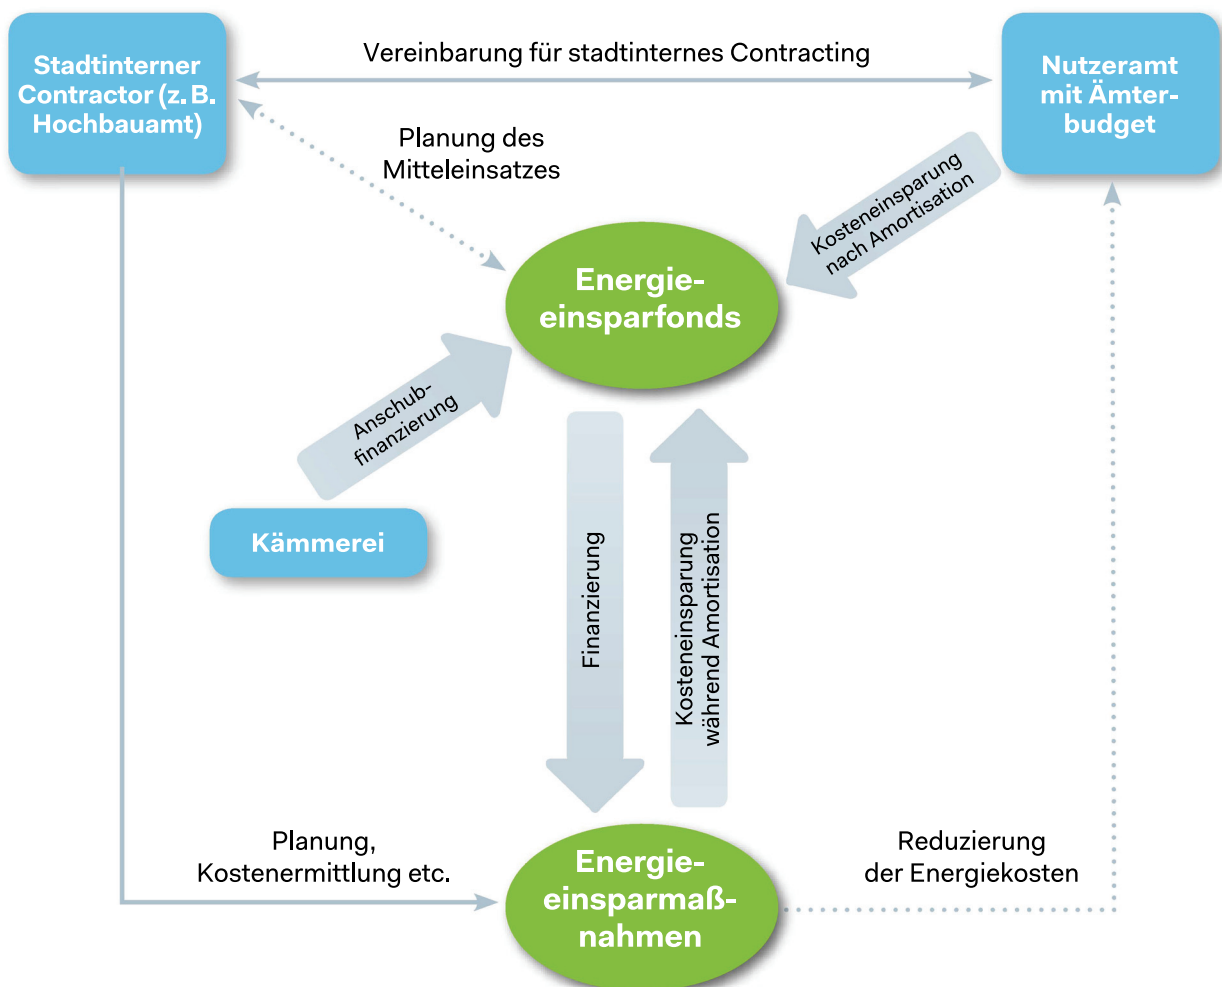 Stadtinterner
Contractor (z. B.
Hochbauamt)
Vereinbarung für stadtinternes Contracting
Nutzeramt
mit Ämter-
budget
Planung des
Mitteleinsatzes
Kosteneinsparung
nach Amortisation
Energie-
einsparfonds
Anschub-
finanzierung
Kämmerei
Finanzierung
Kosteneinsparung
während Amortisation
Planung,
Kostenermittlung etc.
Energie-
einsparmaß-
nahmen
Reduzierung
der Energiekosten